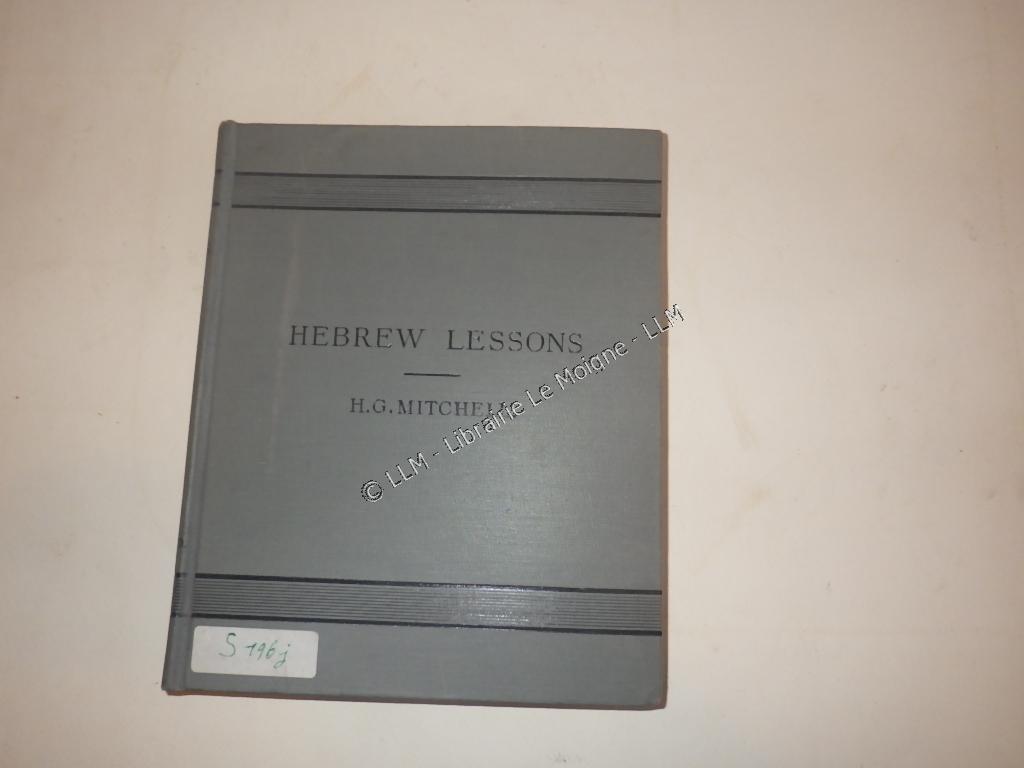 HEBREW LESSONS
H.G. MITCHELL
© LLM - Librairie Le Moigne - LLM
S 196j